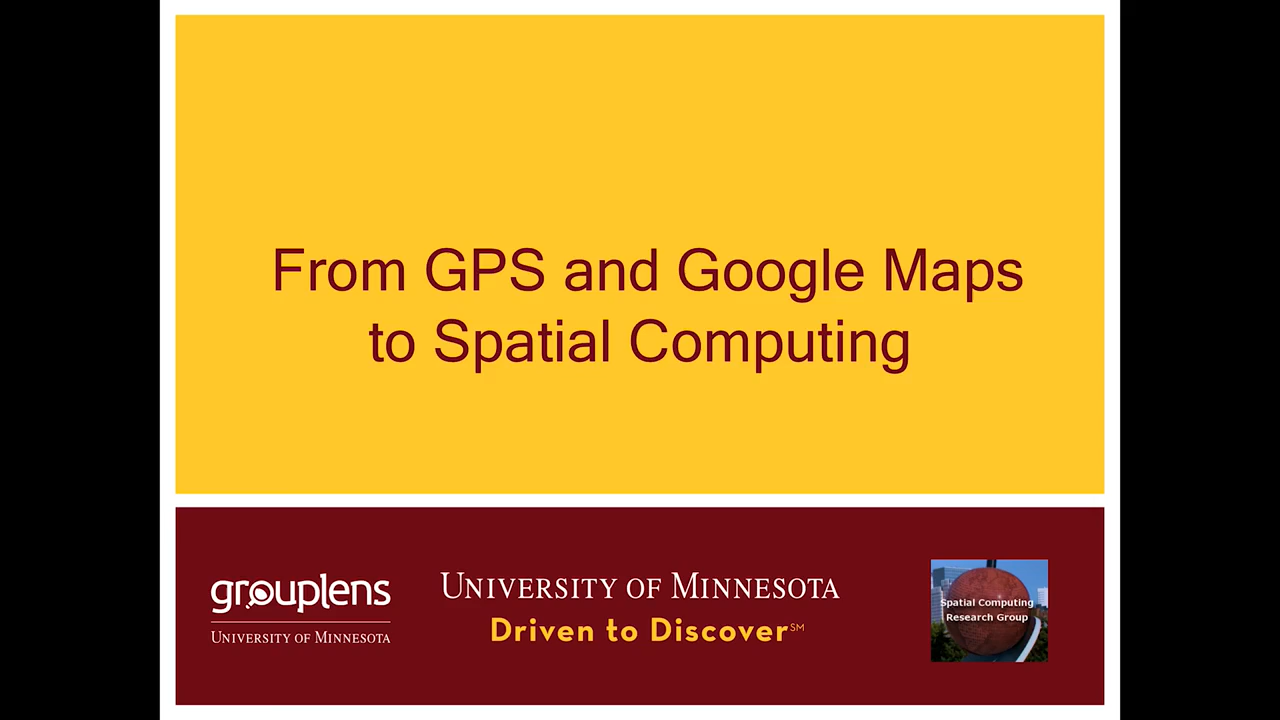 From GPS and Google Maps
to Spatial Computing
grouplens
UNIVERSITY OF MINNESOTA
UNIVERSITY OF MINNESOTA
Driven to Discover℠
Spatial Computing
Research Group